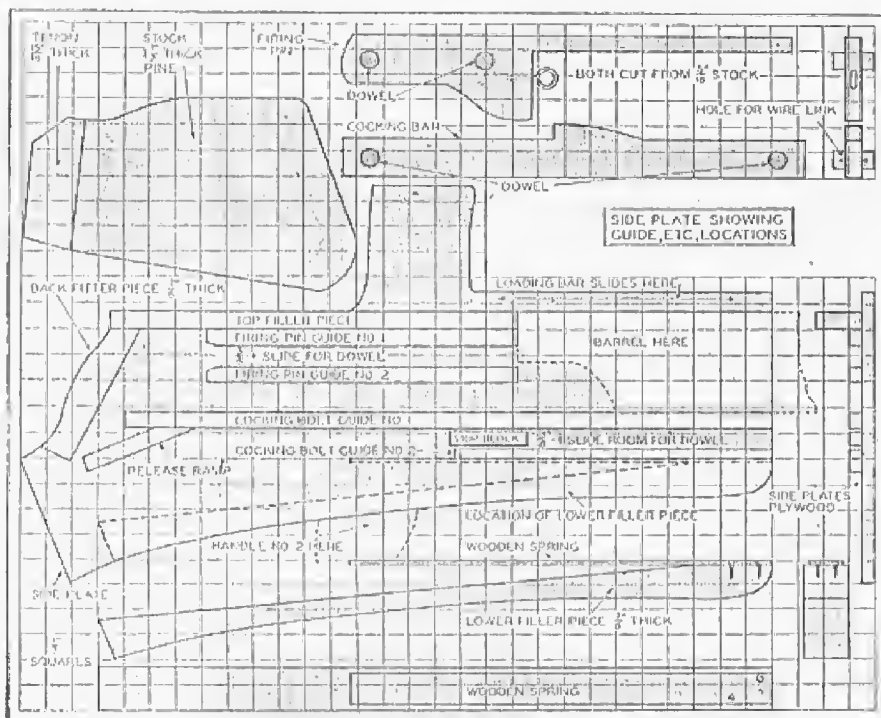 TENON
THICK
STOCK
THICK
PINE
FIRING
PIN
DOWEL
BOTH CUT FROM STOCK
COCKING BAR
HOLE FOR WIRE LINK
DOWEL
SIDE PLATE SHOWING
GUIDE, ETC, LOCATIONS
BACK FITTER PIECE THICK
LOADING BAR SLIDES HERE
TOP FILLER PIECE
FIRING PIN GUIDE NO. 1
SLIDE FOR DOWEL
FIRING PIN GUIDE NO. 2
BARREL HERE
COCKING BOLT GUIDE NO. 1
COCKING BOLT GUIDE NO. 2
STOP BLOCK
SLIDE ROOM FOR DOWEL
RELEASE RAMP
LOCATION OF LOWER FILLER PIECE
SIDE PLATES
PLYWOOD
HANDLE NO. 2 HERE
WOODEN SPRING
SIDE PLATE
LOWER FILLER PIECE THICK
SQUARES
WOODEN SPRING